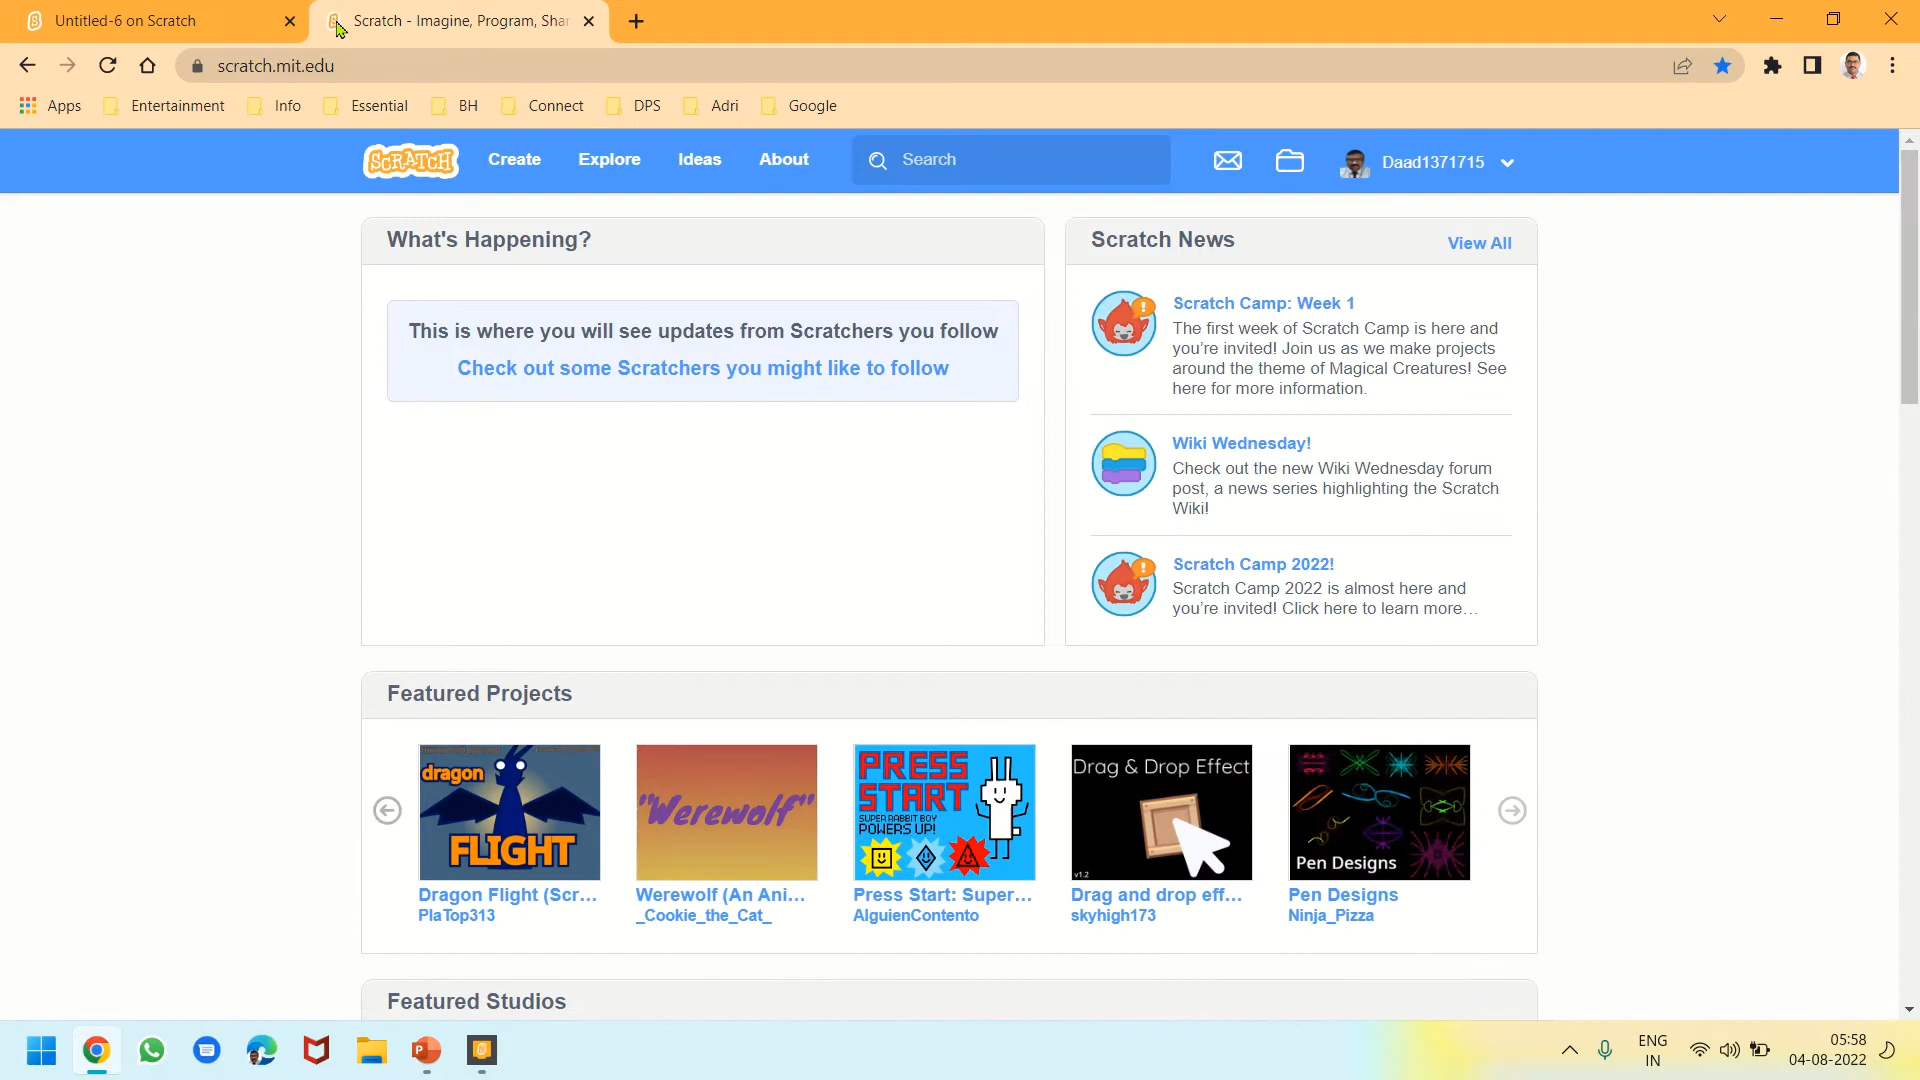 Untitled-6 on Scratch
Scratch - Imagine, Program, Shar
scratch.mit.edu
Apps Entertainment Info Essential BH Connect DPS Adri Google
SCRATCH Create Explore Ideas About Search Daad1371715
What's Happening?
This is where you will see updates from Scratchers you follow
Check out some Scratchers you might like to follow
Scratch News View All
Scratch Camp: Week 1
The first week of Scratch Camp is here and
you're invited! Join us as we make projects
around the theme of Magical Creatures! See
here for more information.
Wiki Wednesday!
Check out the new Wiki Wednesday forum
post, a news series highlighting the Scratch
Wiki!
Scratch Camp 2022!
Scratch Camp 2022 is almost here and
you're invited! Click here to learn more…
Featured Projects
dragon
FLIGHT
"Werewolf"
PRESS
START
SUPER RABBIT BOY
POWERS UP!
Drag & Drop Effect
v1.2
Pen Designs
Dragon Flight (Scr... Werewolf (An Ani... Press Start: Super... Drag and drop eff... Pen Designs
PlaTop313 _Cookie_the_Cat_ AlguienContento skyhigh173 Ninja_Pizza
Featured Studios
ENG
IN
05:58
04-08-2022